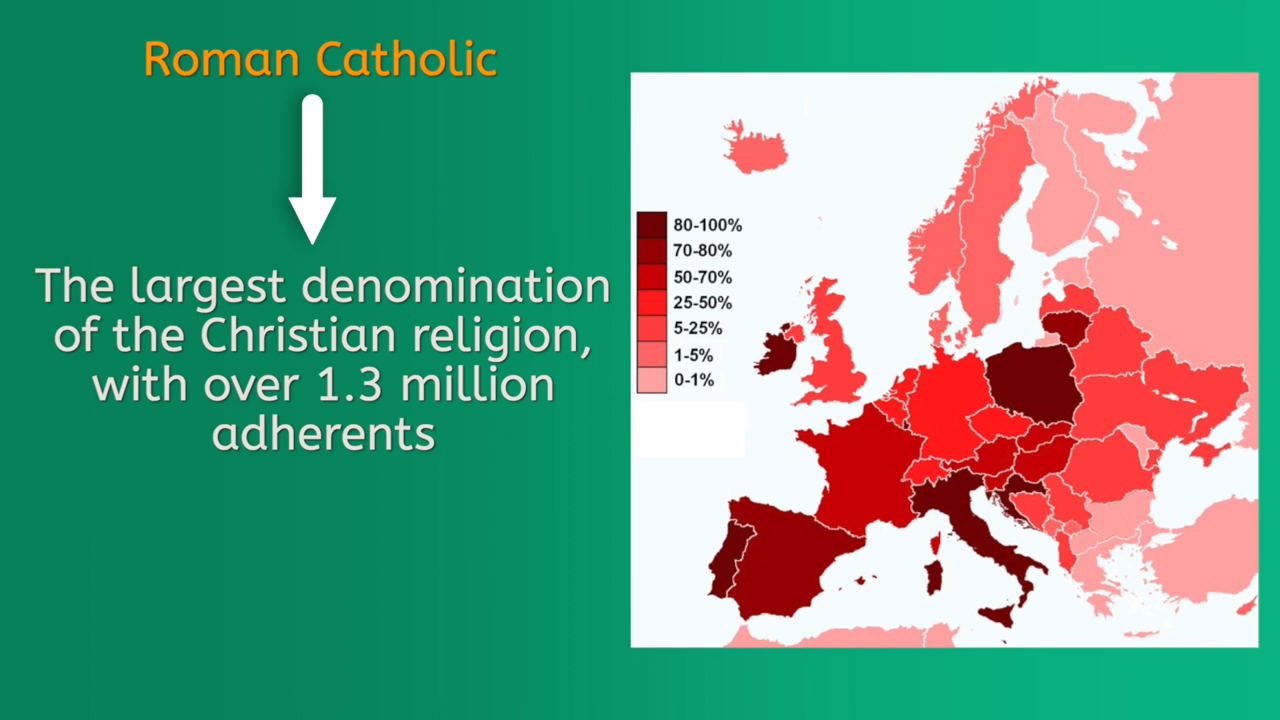 Roman Catholic
The largest denomination
of the Christian religion,
with over 1.3 million
adherents
80-100%
70-80%
50-70%
25-50%
5-25%
1-5%
0-1%